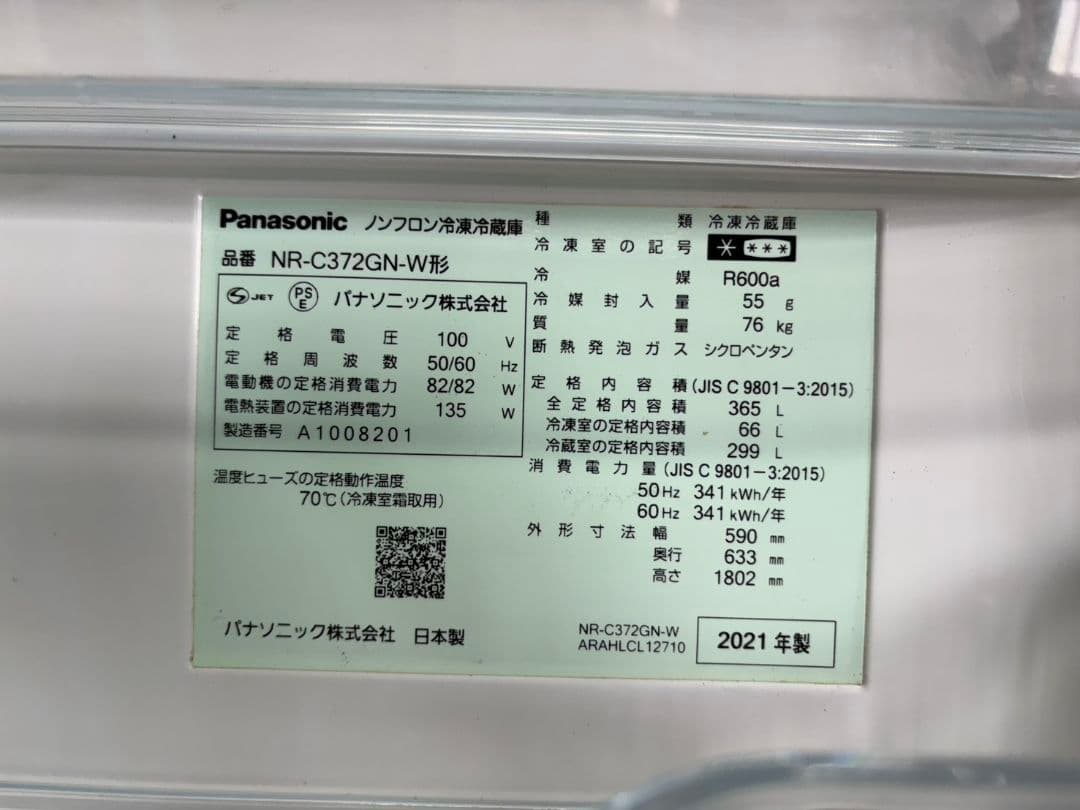 Panasonic ノンフロン冷凍冷蔵庫
品番 NR-C372GN-W形
JET PS E パナソニック株式会社
定格電圧 100 V
定格周波数 50/60 Hz
電動機の定格消費電力 82/82 W
電熱装置の定格消費電力 135 W
製造番号 A1008201
温度ヒューズの定格動作温度
70℃(冷凍室霜取用)
パナソニック株式会社 日本製
種類 冷凍冷蔵庫
冷凍室の記号 * ***
冷媒 R600a
冷媒封入量 55 g
質量 76 kg
断熱発泡ガス シクロペンタン
定格内容積(JIS C 9801-3:2015)
全定格内容積 365 L
冷凍室の定格内容積 66 L
冷蔵室の定格内容積 299 L
消費電力量(JIS C 9801-3:2015)
50Hz 341 kWh/年
60Hz 341 kWh/年
外形寸法 幅 590 mm
奥行 633 mm
高さ 1802 mm
NR-C372GN-W
ARAHLCL12710
2021年製